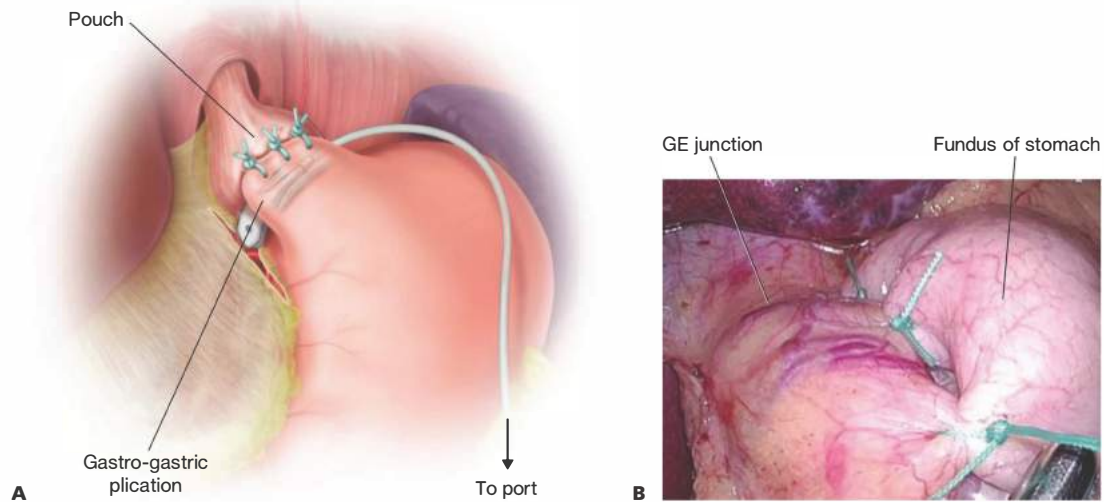 Pouch
GE junction
Fundus of stomach
Gastro-gastric
plication
A
To port
B